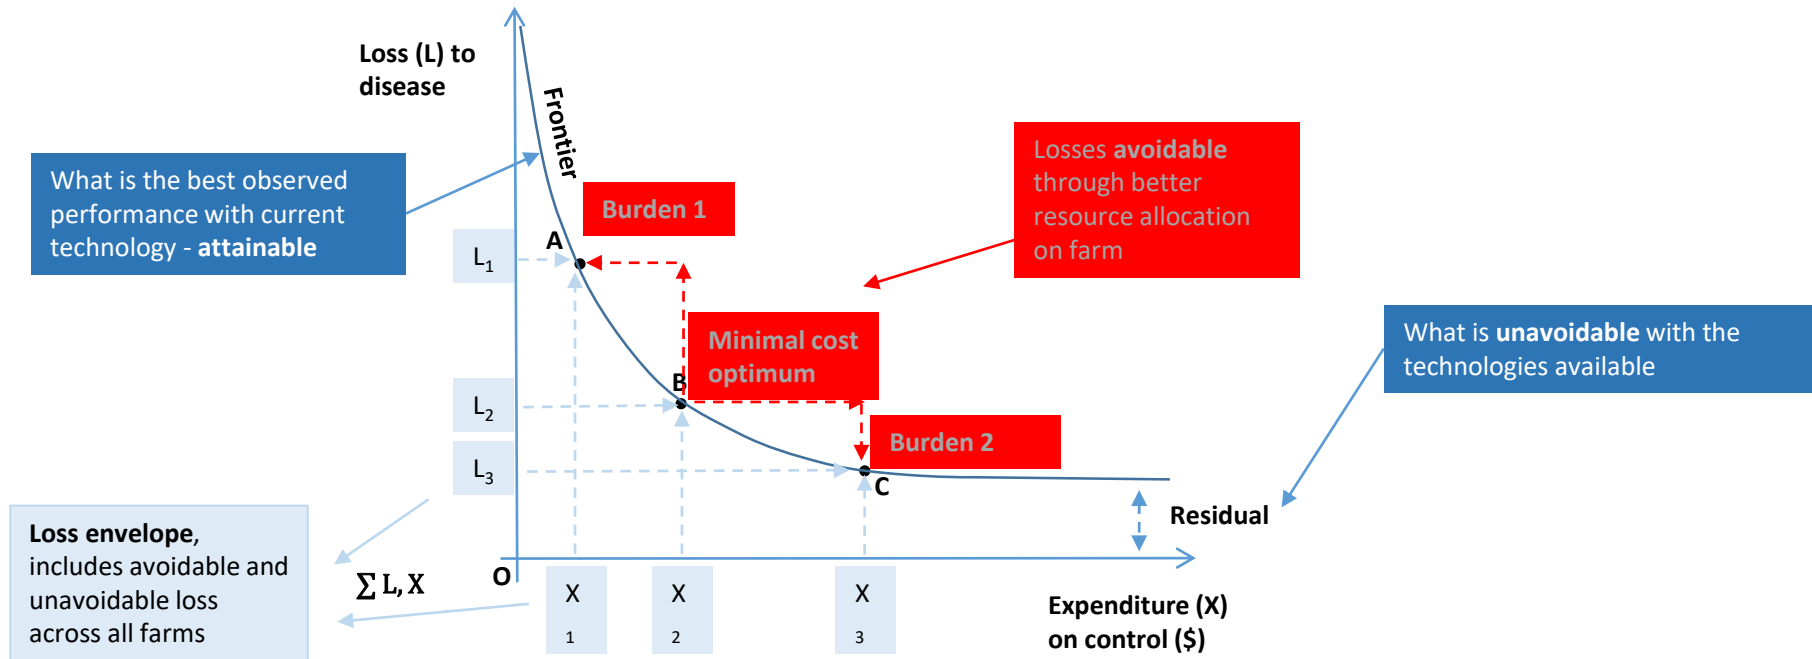 Loss (L) to
disease
Frontier
What is the best observed
performance with current
technology - attainable
Burden 1
Losses avoidable
through better
resource allocation
on farm
A
L1
Minimal cost
optimum
What is unavoidable with the
technologies available
B
L2
Burden 2
L3
C
Residual
Loss envelope,
includes avoidable and
unavoidable loss
across all farms
∑ L, X
O
X
1
X
2
X
3
Expenditure (X)
on control ($)